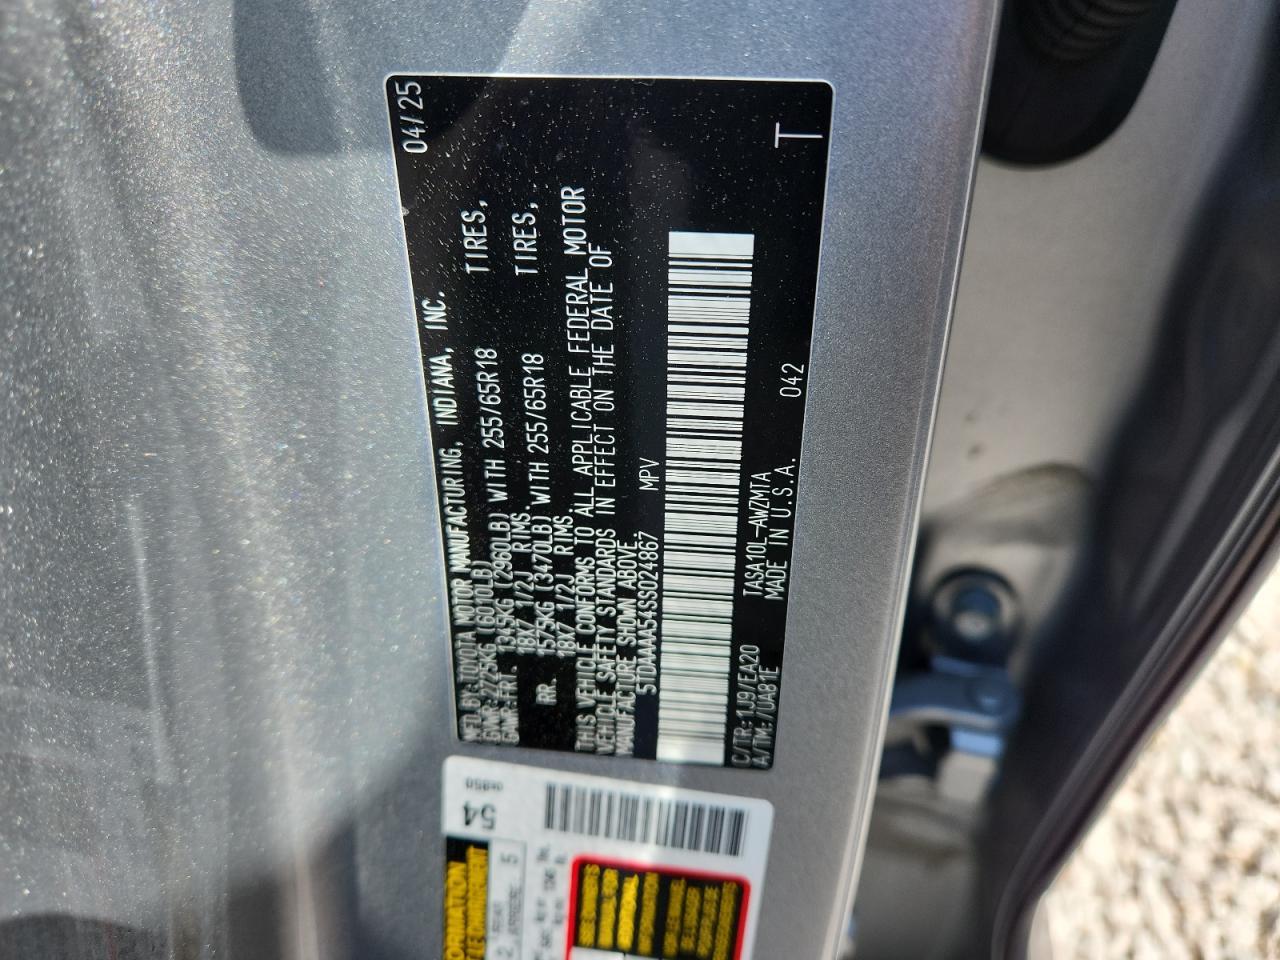 MFD. BY: TOYOTA MOTOR MANUFACTURING, INDIANA, INC. 04/25
GVWR: 2725KG (6010LB)
GAWR: FRT. 1345KG (2960LB) WITH 255/65R18 TIRES,
18X7 1/2J RIMS.
RR. 1575KG (3470LB) WITH 255/65R18 TIRES,
18X7 1/2J RIMS.
THIS VEHICLE CONFORMS TO ALL APPLICABLE FEDERAL MOTOR
VEHICLE SAFETY STANDARDS IN EFFECT ON THE DATE OF
MANUFACTURE SHOWN ABOVE.
5TDAAAA54SS024867 MPV
T
C/TR: 1J9/EA20 TASA10L-AWZMTA
A/TM: /UA81E MADE IN U.S.A. 042
54
5
2